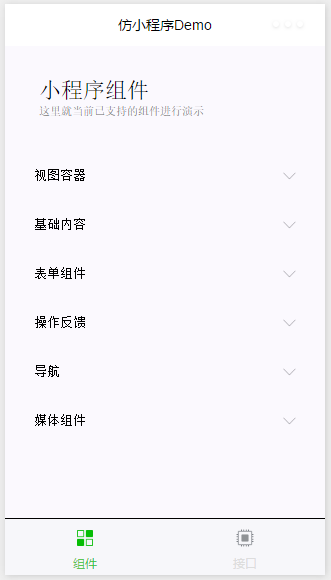 仿小程序Demo
小程序组件
这里就当前已支持的组件进行演示
视图容器
基础内容
表单组件
操作反馈
导航
媒体组件
组件
接口